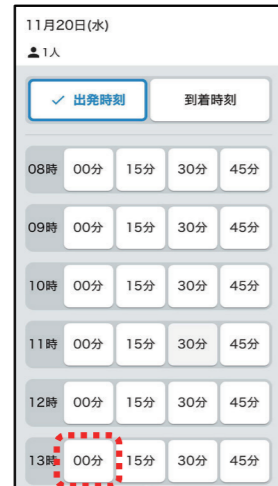 11月20日(水)
1人
出発時刻 到着時刻
08時 00分 15分 30分 45分
09時 00分 15分 30分 45分
10時 00分 15分 30分 45分
11時 00分 15分 30分 45分
12時 00分 15分 30分 45分
13時 00分 15分 30分 45分